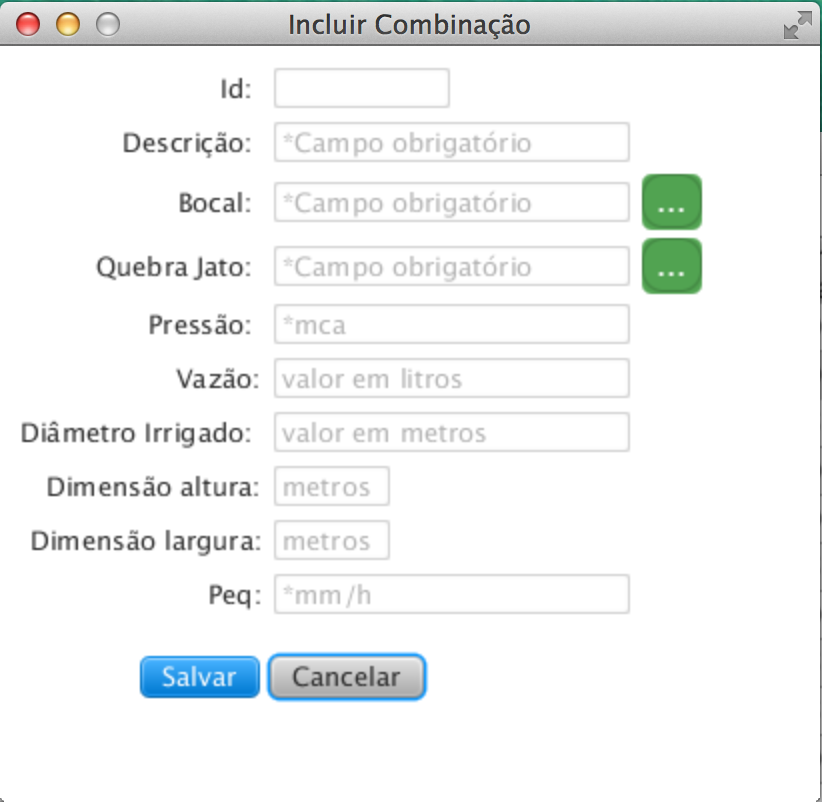 Incluir Combinação
Id:
Descrição: *Campo obrigatório
Bocal: *Campo obrigatório ...
Quebra Jato: *Campo obrigatório ...
Pressão: *mca
Vazão: valor em litros
Diâmetro Irrigado: valor em metros
Dimensão altura: metros
Dimensão largura: metros
Peq: *mm/h
Salvar Cancelar